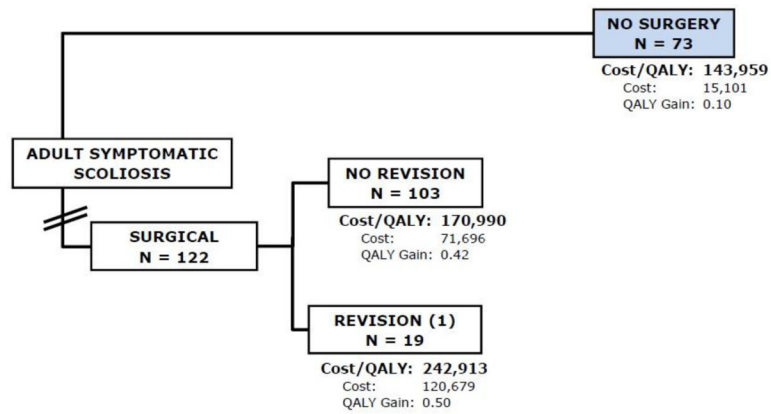 NO SURGERY
N = 73
Cost/QALY: 143,959
Cost: 15,101
QALY Gain: 0.10
ADULT SYMPTOMATIC
SCOLIOSIS
NO REVISION
N = 103
Cost/QALY: 170,990
Cost: 71,696
QALY Gain: 0.42
SURGICAL
N = 122
REVISION (1)
N = 19
Cost/QALY: 242,913
Cost: 120,679
QALY Gain: 0.50